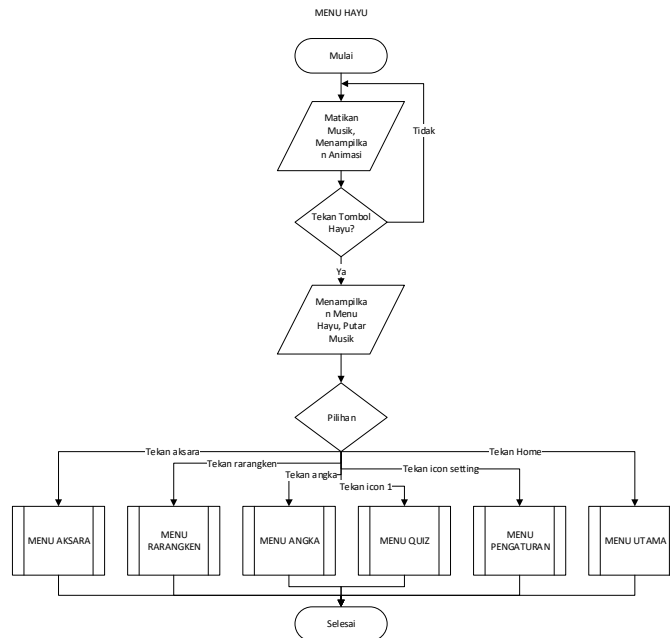 MENU HAYU
Mulai
Matikan
Musik,
Menampilka
n Animasi
Tidak
Tekan Tombol
Hayu?
Ya
Menampilka
n Menu
Hayu, Putar
Musik
Pilihan
Tekan aksara
Tekan Home
Tekan rarangken
Tekan icon setting
Tekan angka
Tekan icon 1
MENU AKSARA
MENU
RARANGKEN
MENU ANGKA
MENU QUIZ
MENU
PENGATURAN
MENU UTAMA
Selesai